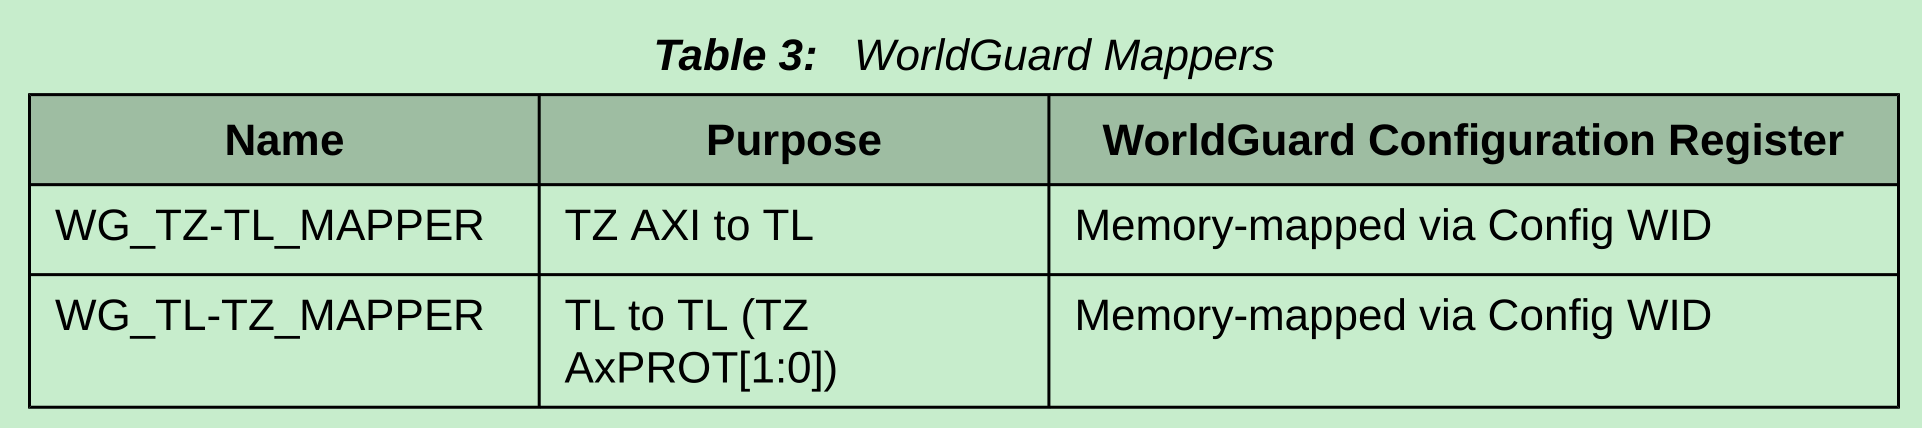 Table 3: WorldGuard Mappers
Name Purpose WorldGuard Configuration Register
WG_TZ-TL_MAPPER TZ AXI to TL Memory-mapped via Config WID
WG_TL-TZ_MAPPER TL to TL (TZ Memory-mapped via Config WID
AxPROT[1:0])